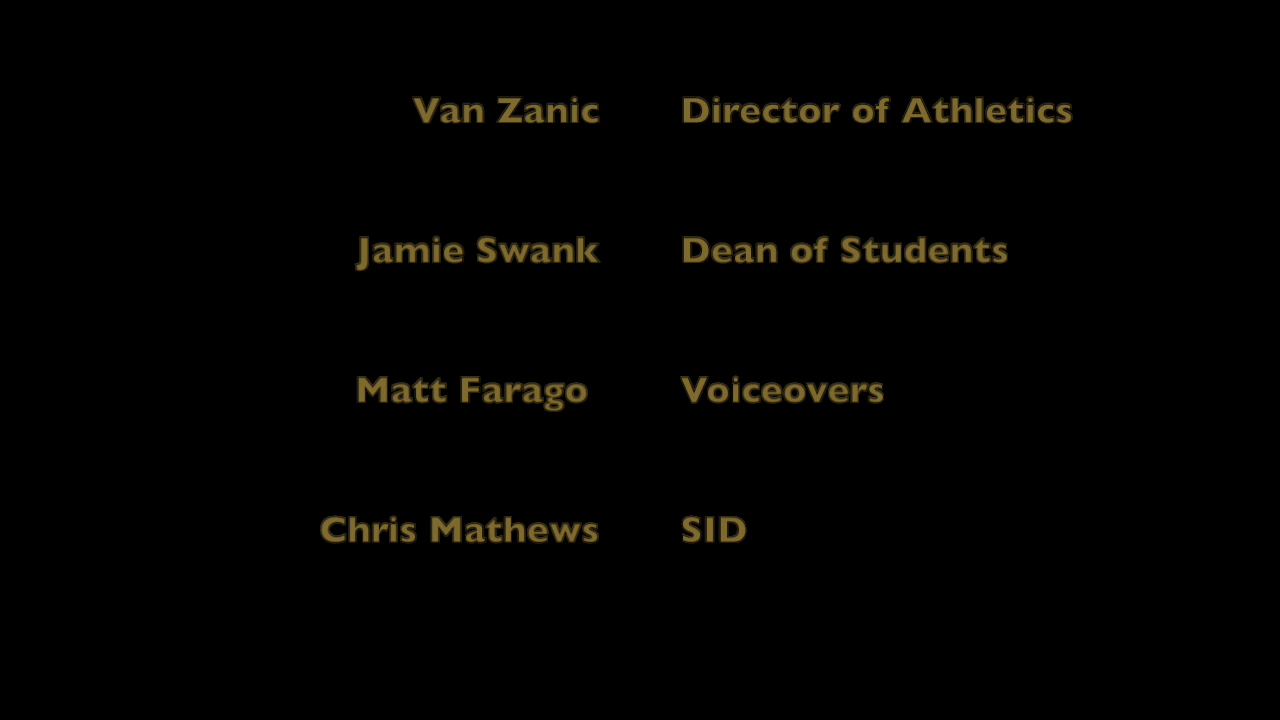 Van Zanic Director of Athletics
Jamie Swank Dean of Students
Matt Farago Voiceovers
Chris Mathews SID